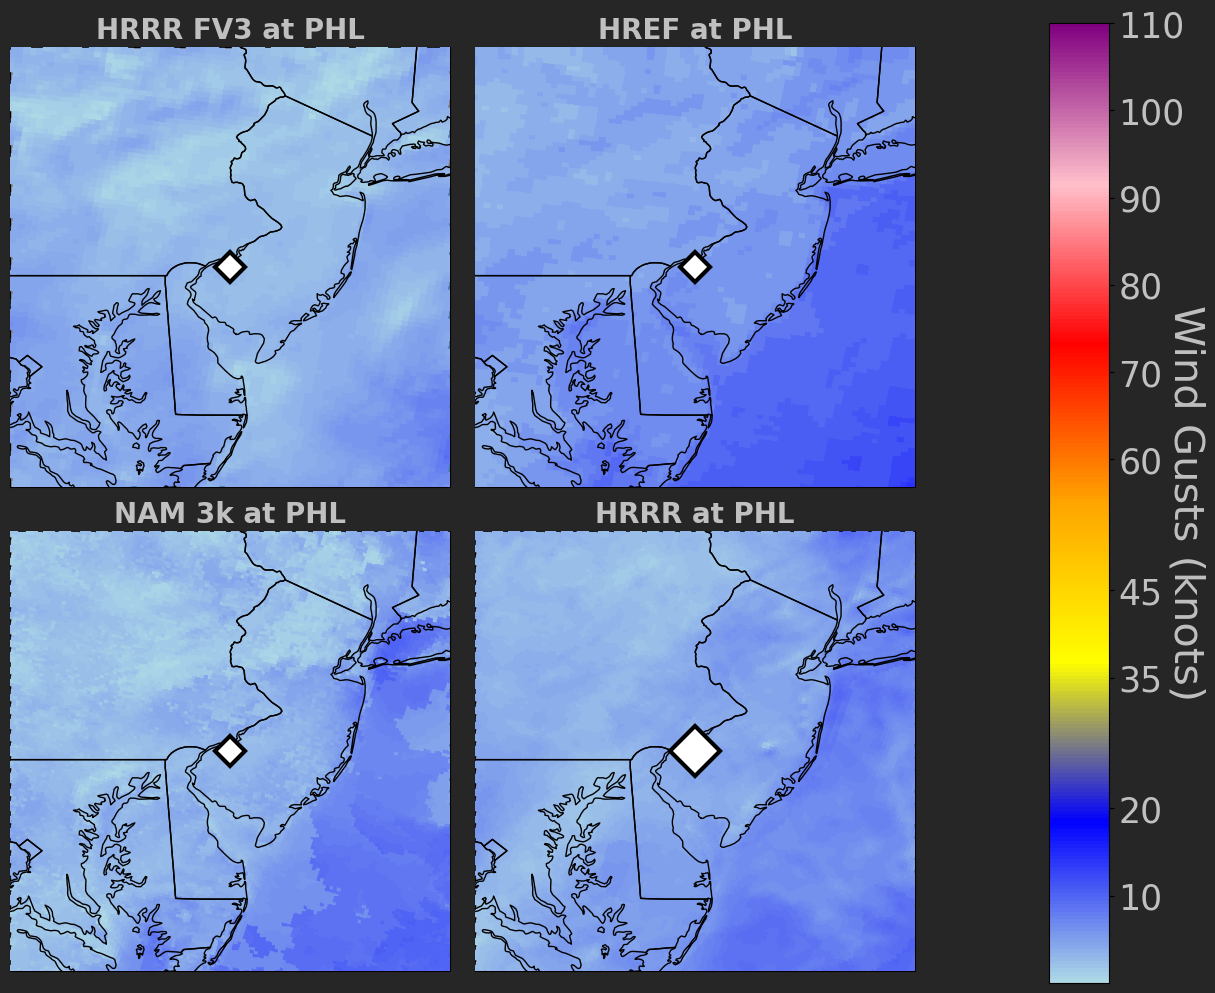 HRRR FV3 at PHL
HREF at PHL
NAM 3k at PHL
HRRR at PHL
110
100
90
80
70
60
45
35
20
10
Wind Gusts (knots)